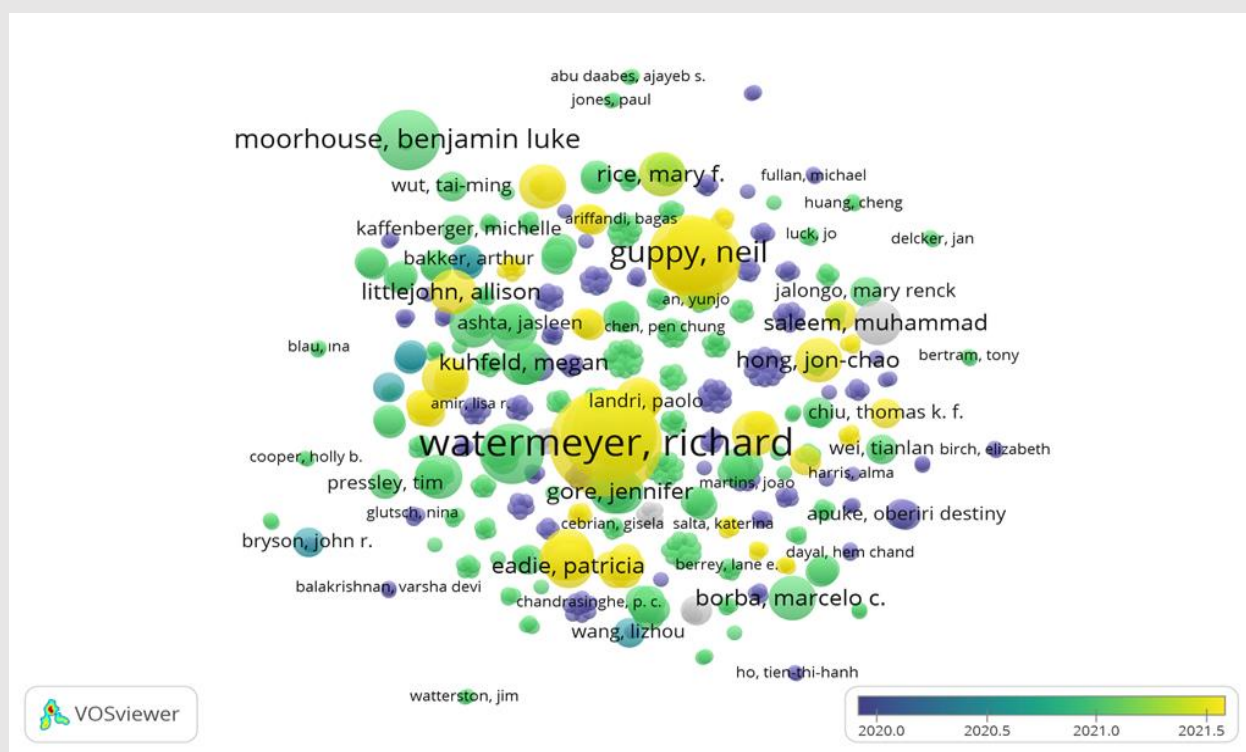 abu daabes, ajayeb s.
jones, paul
moorhouse, benjamin luke
rice, mary f.
fullan, michael
wut, tai-ming
huang, cheng
ariffandi, bagas
kaffenberger, michelle
luck, jo
delcker, jan
guppy, neil
bakker, arthur
littlejohn, allison
an, yunjo
jalongo, mary renck
ashta, jasleen
chen, pen chung
saleem, muhammad
blau, ina
kuhfeld, megan
hong, jon-chao
bertram, tony
amir, lisa r.
landri, paolo
chiu, thomas k. f.
watermeyer, richard
wei, tianlan
birch, elizabeth
cooper, holly b.
harris, alma
pressley, tim
martins, joao
gore, jennifer
glutsch, nina
apuke, oberiri destiny
cebrian, gisela
salta, katerina
bryson, john r.
dayal, hem chand
eadie, patricia
berrey, lane e.
balakrishnan, varsha devi
chandrasinghe, p. c.
borba, marcelo c.
wang, lizhou
ho, tien-thi-hanh
watterston, jim
VOSviewer
2020.0 2020.5 2021.0 2021.5